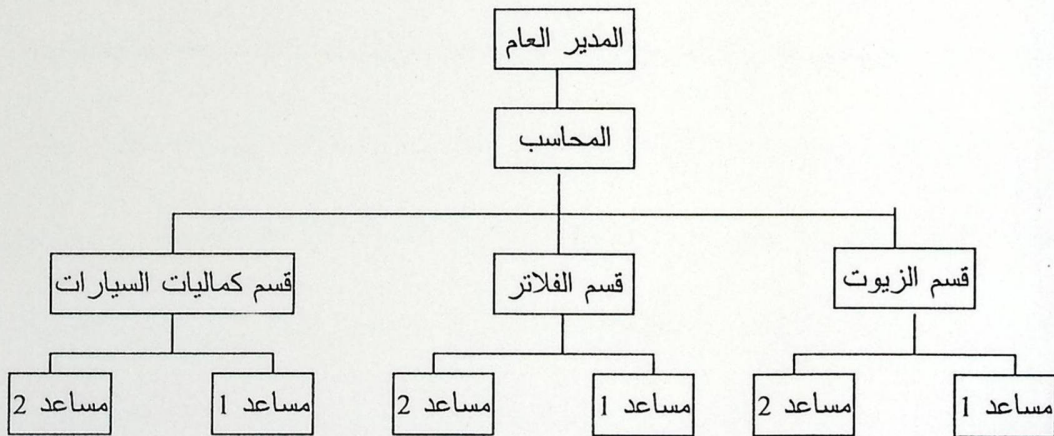 المدير العام
المحاسب
قسم الزيوت
قسم الفلاتر
قسم كماليات السيارات
مساعد 1
مساعد 2
مساعد 1
مساعد 2
مساعد 1
مساعد 2